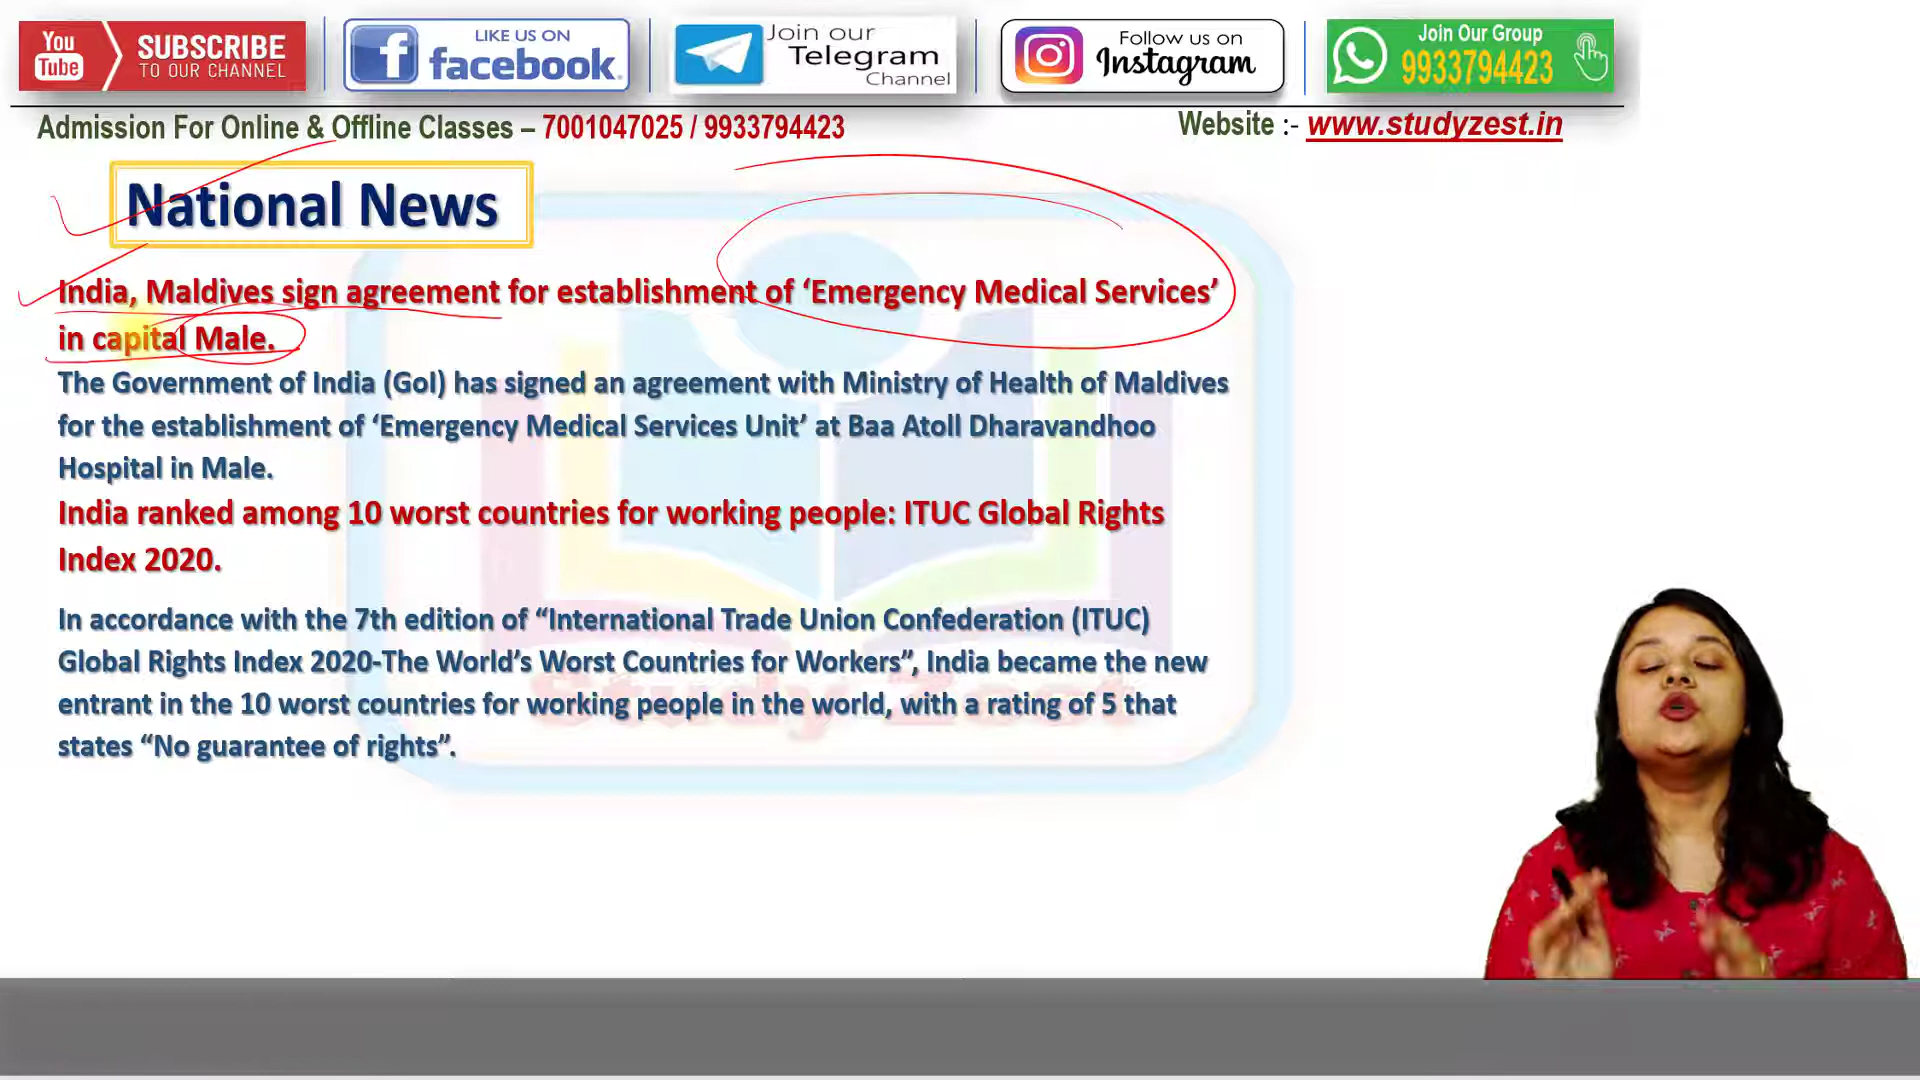 You Tube SUBSCRIBE TO OUR CHANNEL
LIKE US ON facebook.
Join our Telegram Channel
Follow us on Instagram
Join Our Group 9933794423
Admission For Online & Offline Classes – 7001047025 / 9933794423
Website :- www.studyzest.in
National News
India, Maldives sign agreement for establishment of ‘Emergency Medical Services’
in capital Male.
The Government of India (GoI) has signed an agreement with Ministry of Health of Maldives
for the establishment of ‘Emergency Medical Services Unit’ at Baa Atoll Dharavandhoo
Hospital in Male.
India ranked among 10 worst countries for working people: ITUC Global Rights
Index 2020.
In accordance with the 7th edition of “International Trade Union Confederation (ITUC)
Global Rights Index 2020-The World’s Worst Countries for Workers”, India became the new
entrant in the 10 worst countries for working people in the world, with a rating of 5 that
states “No guarantee of rights”.
Study Zest